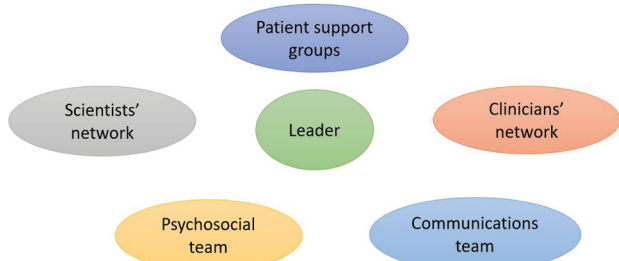 Patient support
groups
Scientists’
network
Leader
Clinicians’
network
Psychosocial
team
Communications
team